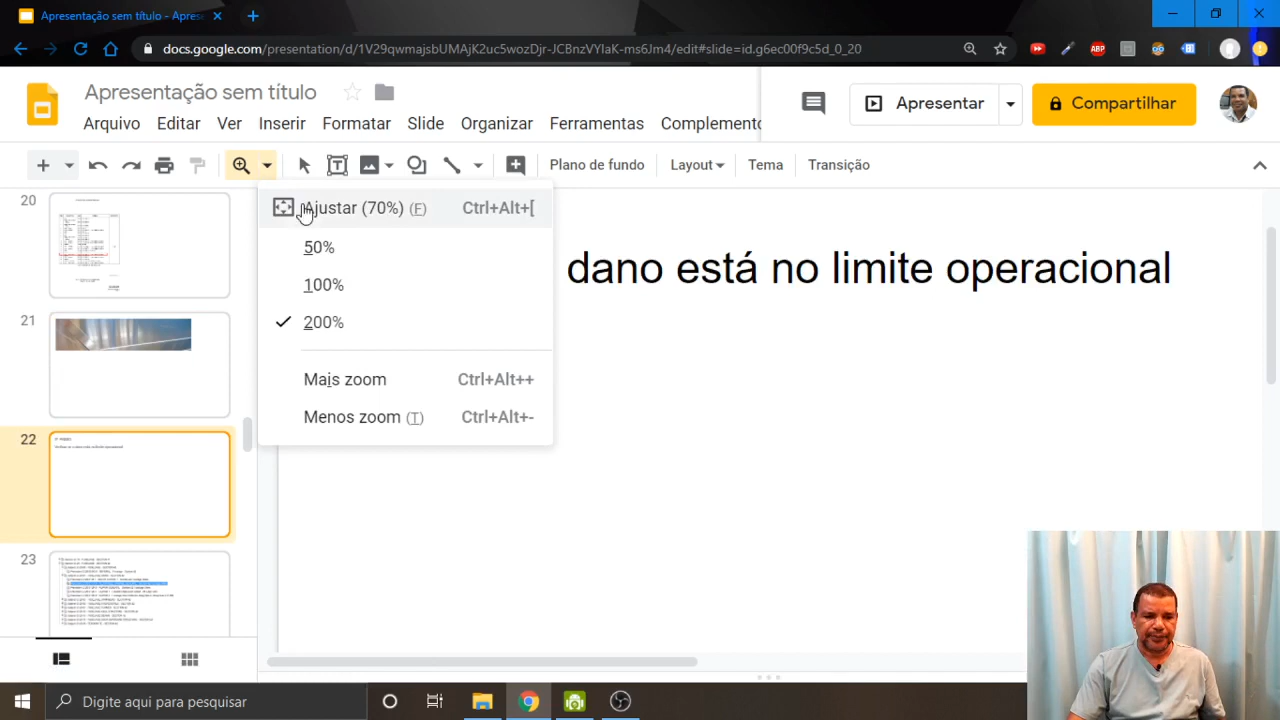 Apresentação sem título - Apres
docs.google.com/presentation/d/1V29qwmajsbUMAjK2uc5wozDjr-JCBnzVYIaK-ms6Jm4/edit#slide=id.g6ec00f9c5d_0_20
ABP
Apresentação sem título
Apresentar
Compartilhar
Arquivo Editar Ver Inserir Formatar Slide Organizar Ferramentas Complemento
Plano de fundo Layout Tema Transição
20
Ajustar (70%) (F) Ctrl+Alt+[
50%
dano está no limite operacional
100%
21
200%
Mais zoom Ctrl+Alt++
Menos zoom (T) Ctrl+Alt+-
22
23
Digite aqui para pesquisar